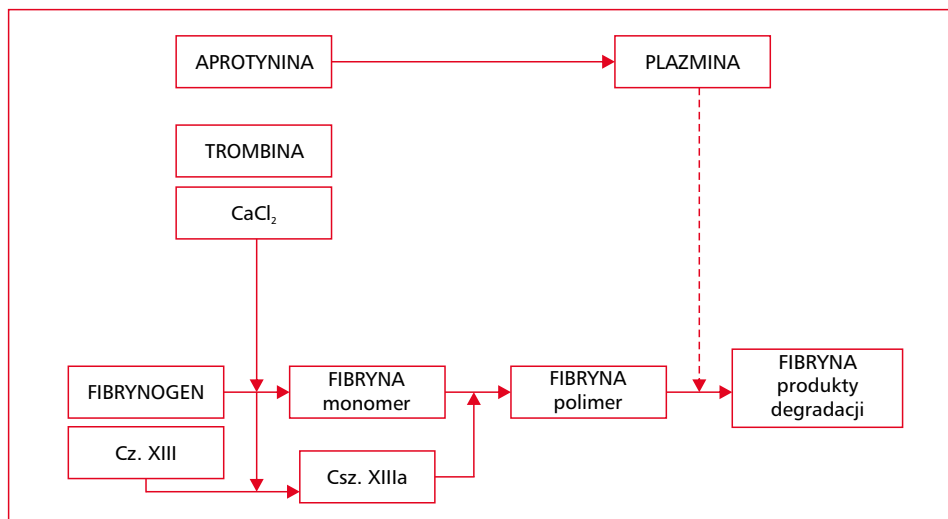 APROTYNINA
PLAZMINA
TROMBINA
CaCl₂
FIBRYNOGEN
FIBRYNA
monomer
FIBRYNA
polimer
FIBRYNA
produkty
degradacji
Cz. XIII
Csz. XIIIa